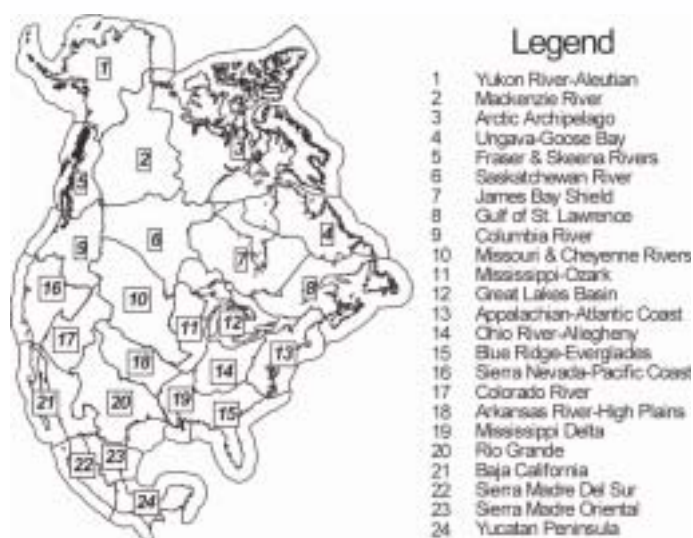 Legend
1 Yukon River-Aleutian
2 Mackenzie River
3 Arctic Archipelago
4 Ungava-Goose Bay
5 Fraser & Skeena Rivers
6 Saskatchewan River
7 James Bay Shield
8 Gulf of St. Lawrence
9 Columbia River
10 Missouri & Cheyenne Rivers
11 Mississippi-Ozark
12 Great Lakes Basin
13 Appalachian-Atlantic Coast
14 Ohio River-Allegheny
15 Blue Ridge-Everglades
16 Sierra Nevada-Pacific Coast
17 Colorado River
18 Arkansas River-High Plains
19 Mississippi Delta
20 Rio Grande
21 Baja California
22 Sierra Madre Del Sur
23 Sierra Madre Oriental
24 Yucatan Peninsula
1
2
3
5
4
9
6
7
8
16
10
11
12
17
18
14
13
21
20
19
15
22
23
24